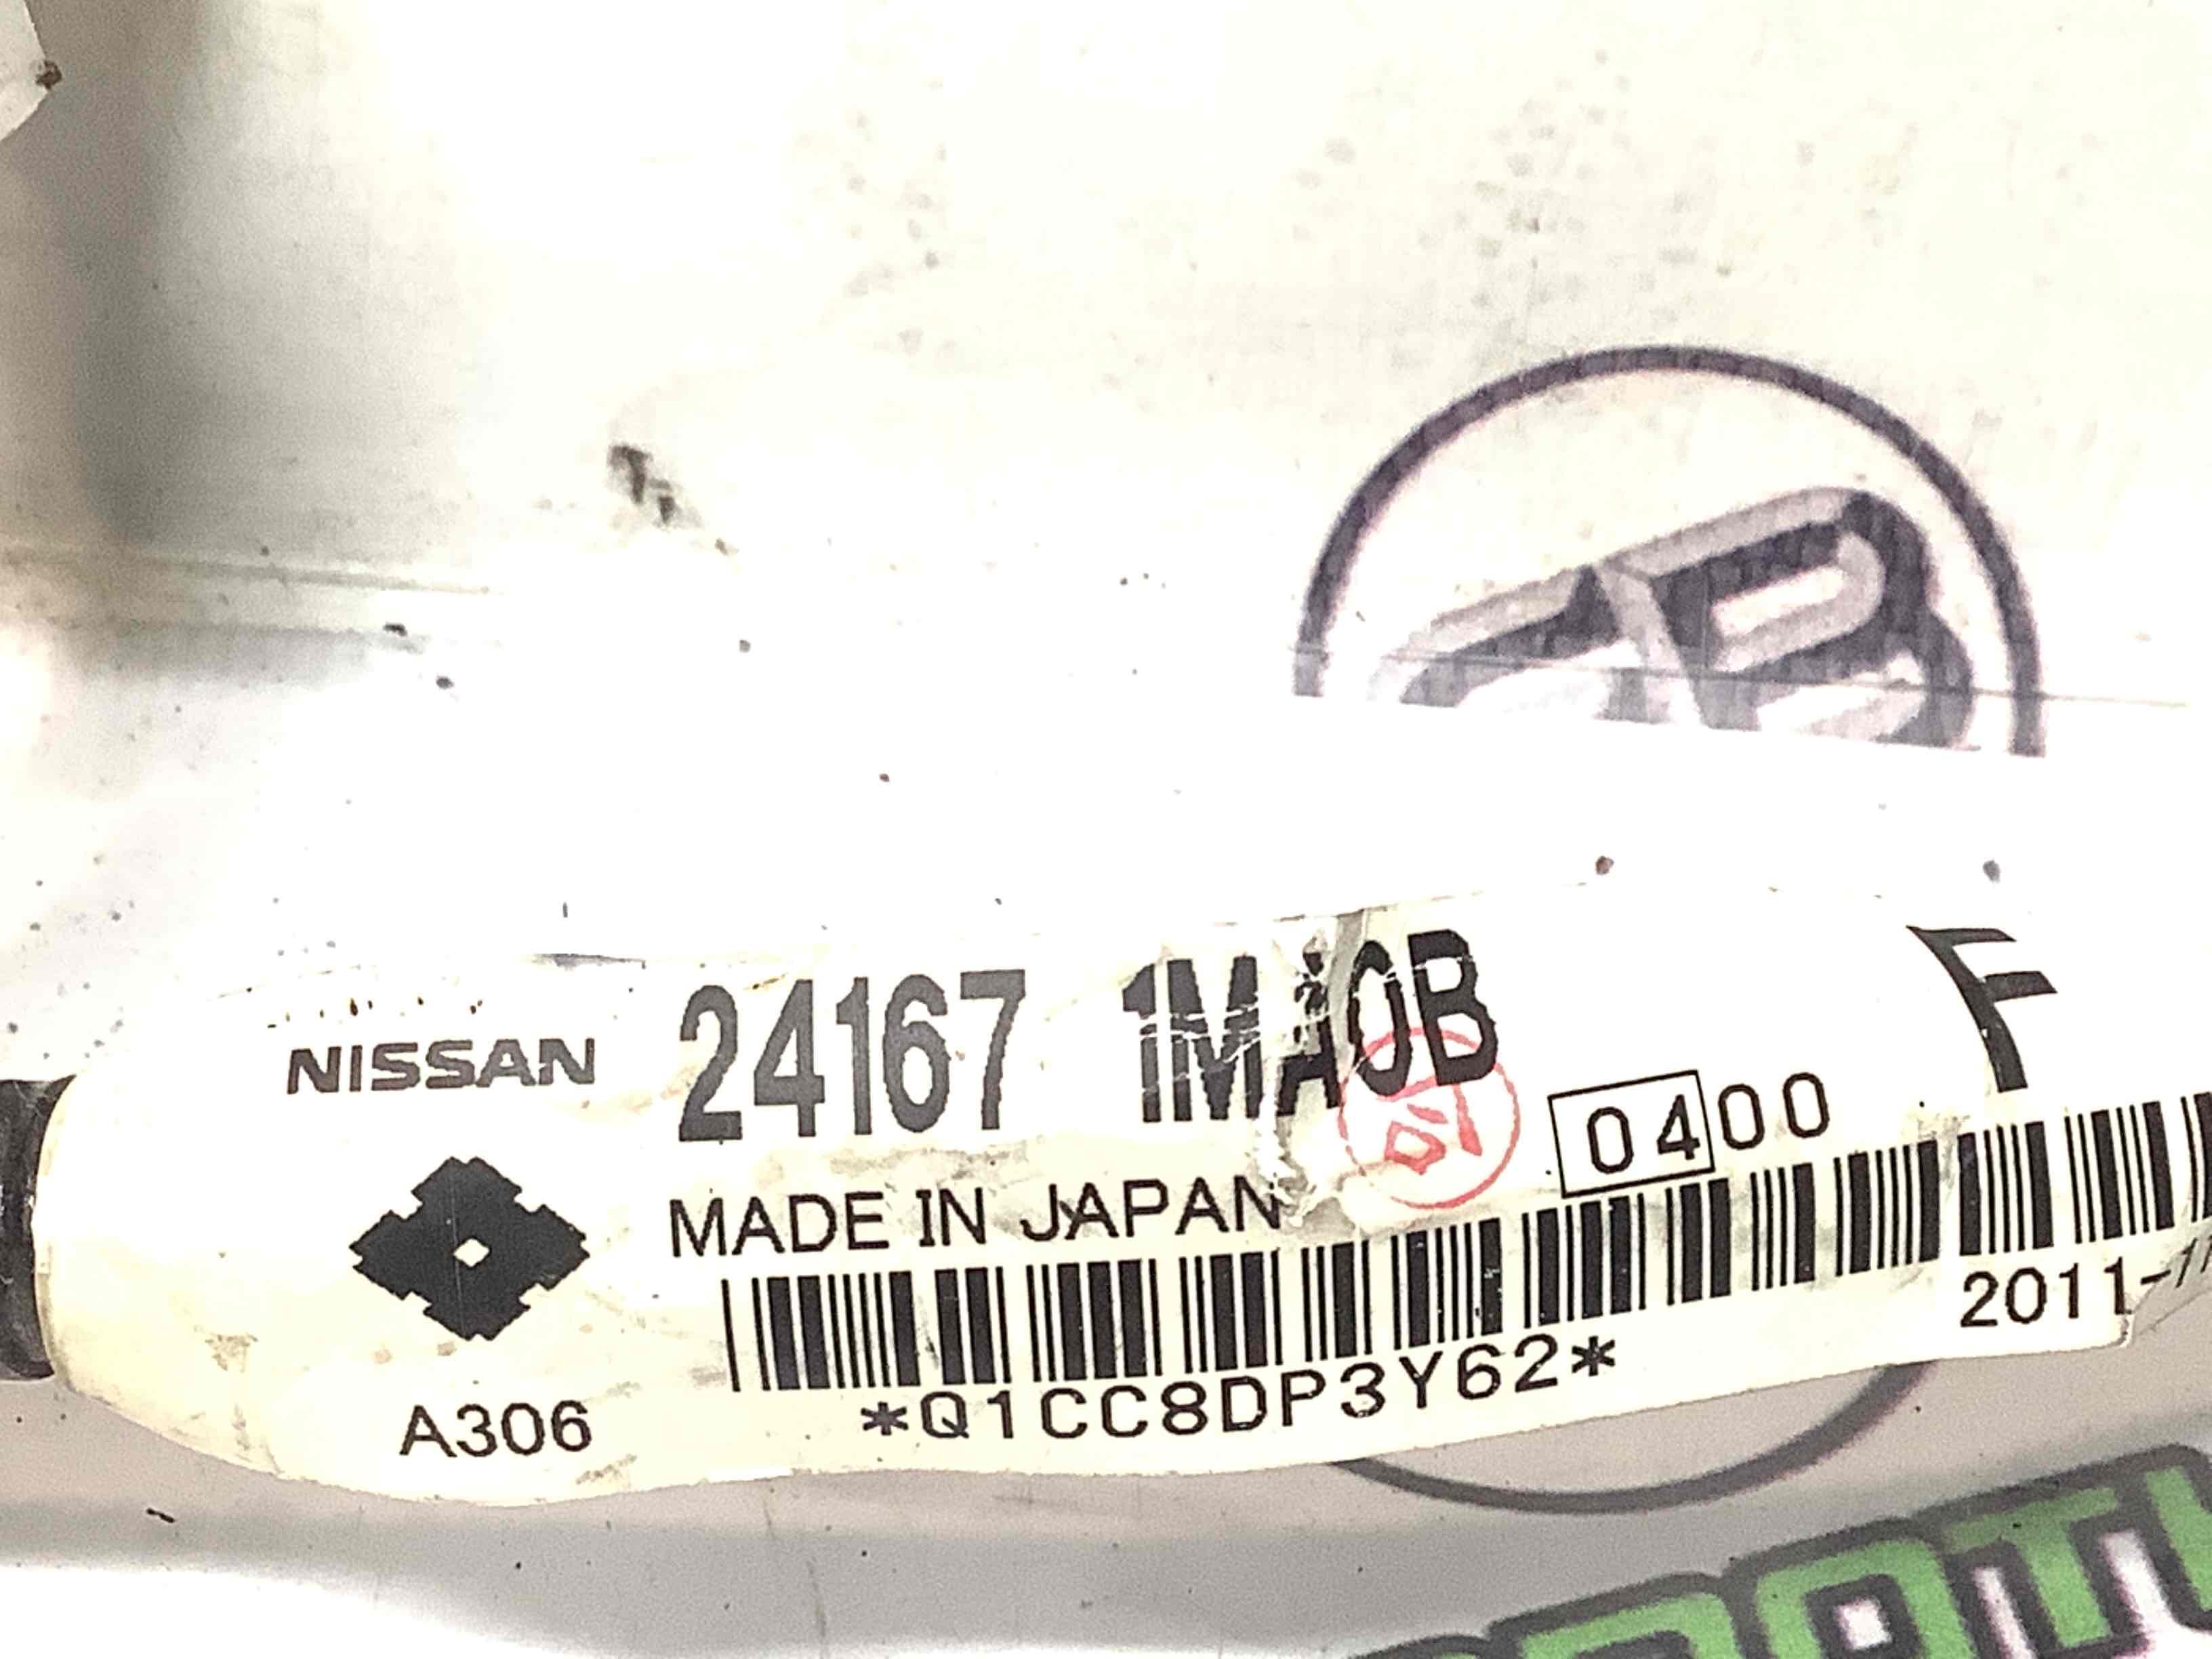 NISSAN 24167 1MA0B F
0400
MADE IN JAPAN
*Q1CC8DP3Y62*
2011-
A306